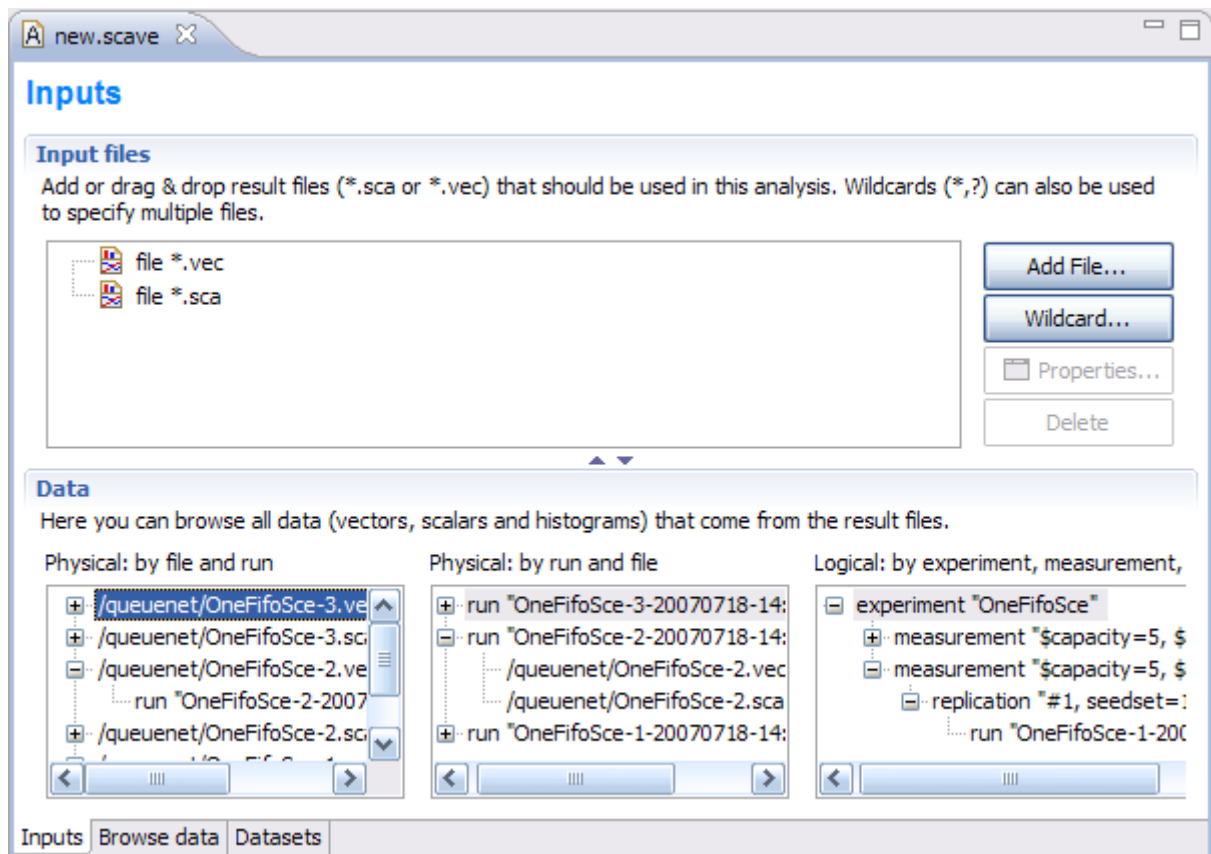 new.scave
Inputs
Input files
Add or drag & drop result files (*.sca or *.vec) that should be used in this analysis. Wildcards (*,?) can also be used
to specify multiple files.
file *.vec
file *.sca
Add File...
Wildcard...
Properties...
Delete
Data
Here you can browse all data (vectors, scalars and histograms) that come from the result files.
Physical: by file and run
/queuenet/OneFifoSce-3.ve
/queuenet/OneFifoSce-3.sc
/queuenet/OneFifoSce-2.ve
run "OneFifoSce-2-2007
/queuenet/OneFifoSce-2.sc
Physical: by run and file
run "OneFifoSce-3-20070718-14:
run "OneFifoSce-2-20070718-14:
/queuenet/OneFifoSce-2.vec
/queuenet/OneFifoSce-2.sca
run "OneFifoSce-1-20070718-14:
Logical: by experiment, measurement,
experiment "OneFifoSce"
measurement "$capacity=5, $
measurement "$capacity=5, $
replication "#1, seedset=
run "OneFifoSce-1-200
Inputs Browse data Datasets